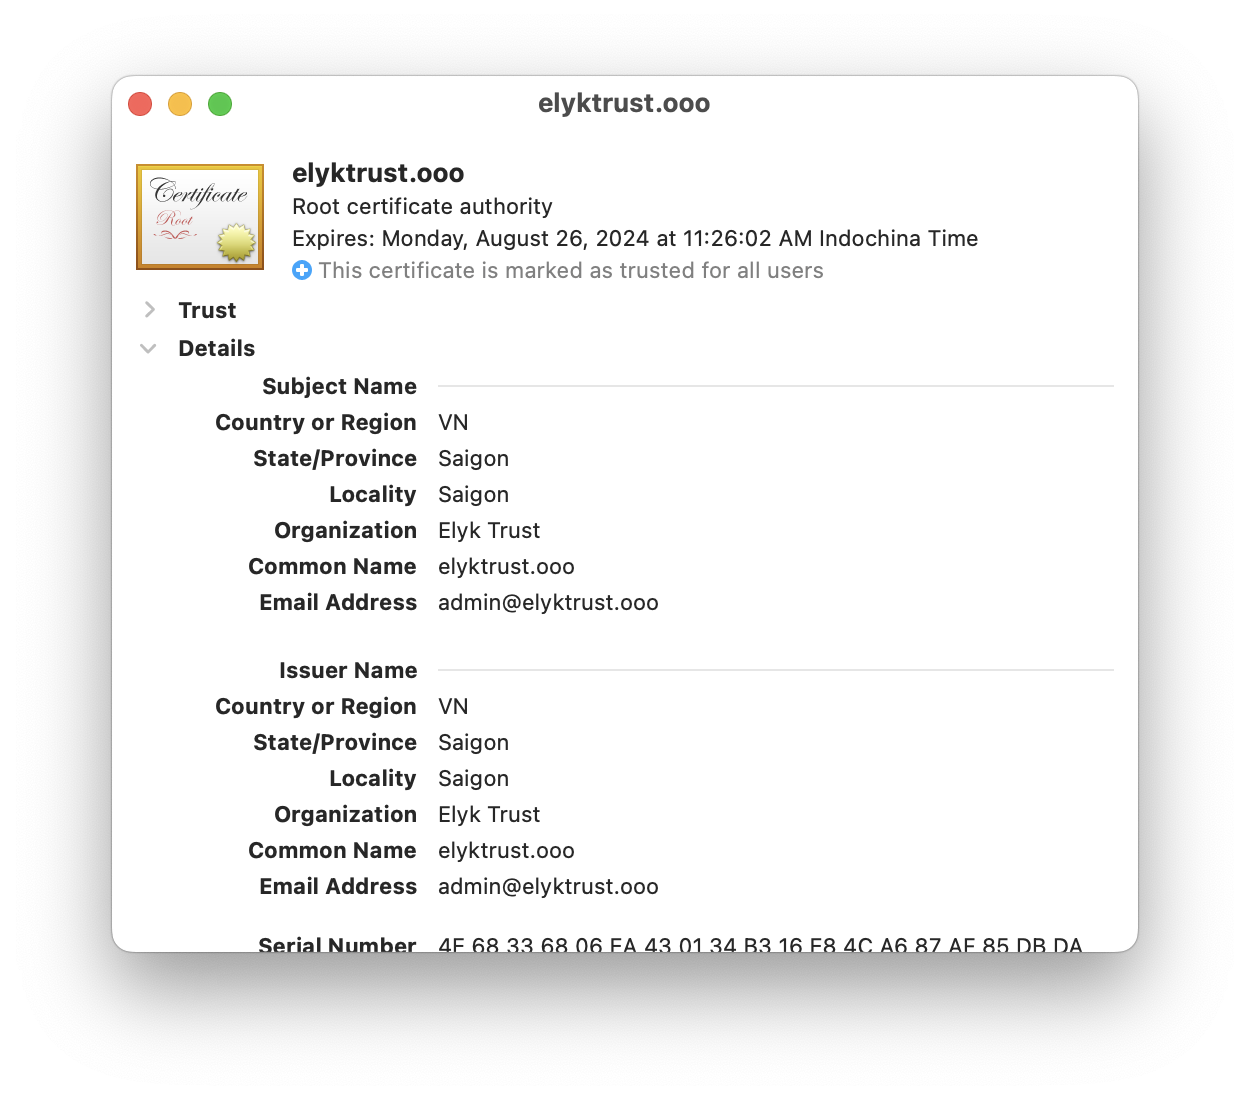 elyktrust.ooo
Certificate
Root
elyktrust.ooo
Root certificate authority
Expires: Monday, August 26, 2024 at 11:26:02 AM Indochina Time
This certificate is marked as trusted for all users
Trust
Details
Subject Name
Country or Region VN
State/Province Saigon
Locality Saigon
Organization Elyk Trust
Common Name elyktrust.ooo
Email Address admin@elyktrust.ooo
Issuer Name
Country or Region VN
State/Province Saigon
Locality Saigon
Organization Elyk Trust
Common Name elyktrust.ooo
Email Address admin@elyktrust.ooo
Serial Number 68 33 68 06 43 01 34 B3 16 4C A6 87 85 DB DA